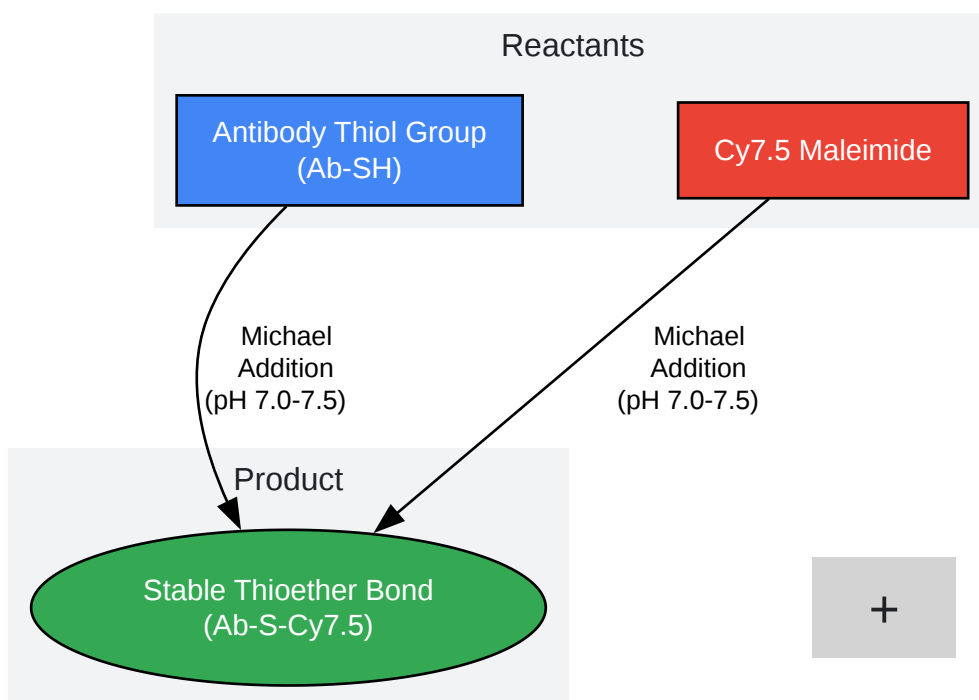 Reactants
Antibody Thiol Group
(Ab-SH)
Cy7.5 Maleimide
Michael
Addition
(pH 7.0-7.5)
Michael
Addition
(pH 7.0-7.5)
Product
Stable Thioether Bond
(Ab-S-Cy7.5)
+